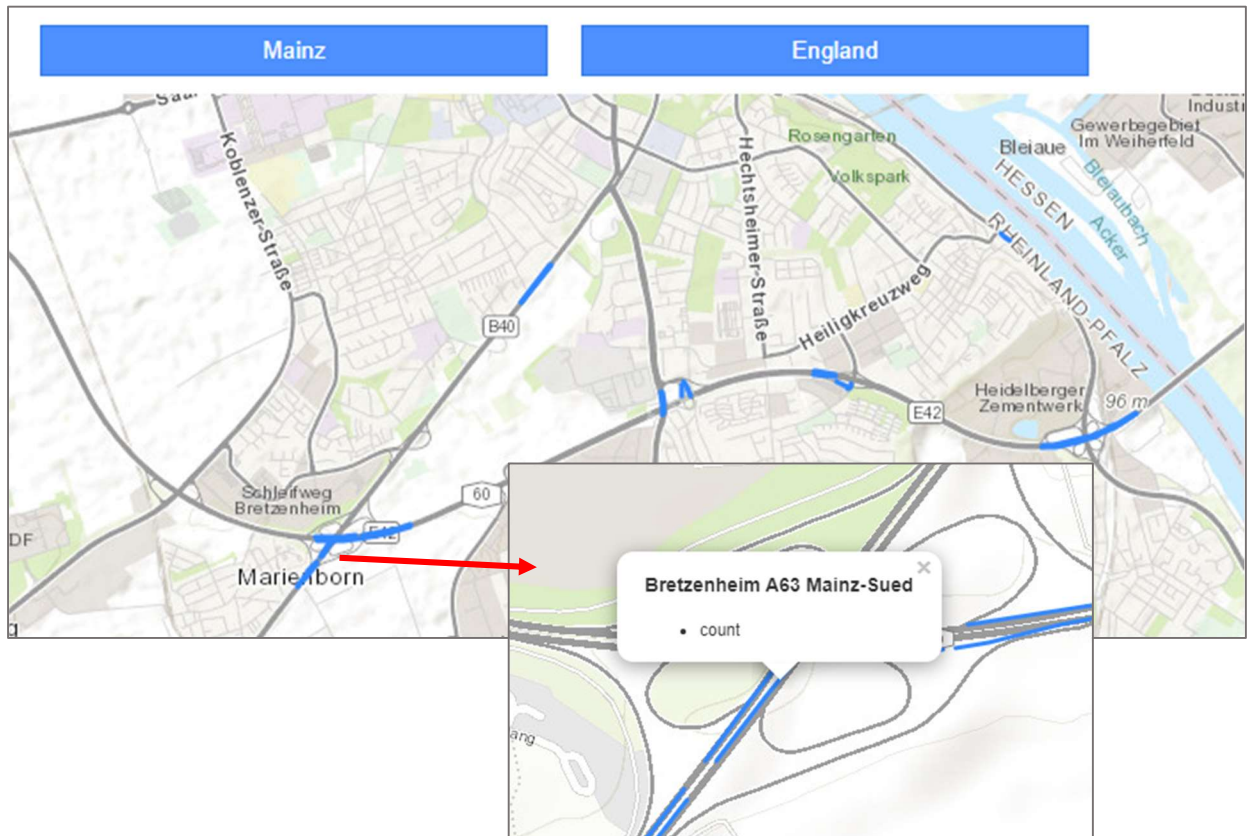 Mainz
England
Saar
Koblenzer-Straße
Hechtsheimer-Straße
Rosengarten
Volkspark
Bleiaue
Industr
Gewerbegebiet
Im Weiherfeld
Bleiaubach
HESSEN
Acker
RHEINLAND-PFALZ
B40
Heiligkreuzweg
Heidelberger
Zementwerk
96 m
E42
60
Schleifweg
Bretzenheim
DF
E42
Marienborn
g
Bretzenheim A63 Mainz-Sued
×
• count
ang